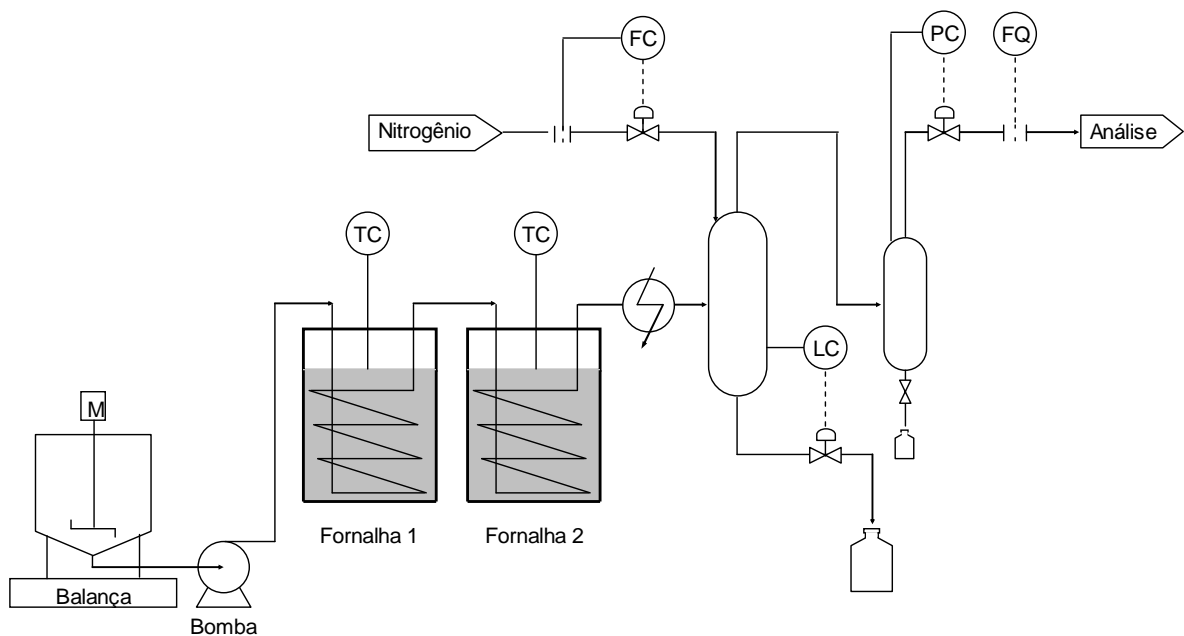 FC
PC
FQ
Nitrogênio
Análise
TC
TC
LC
M
Fornalha 1
Fornalha 2
Balança
Bomba